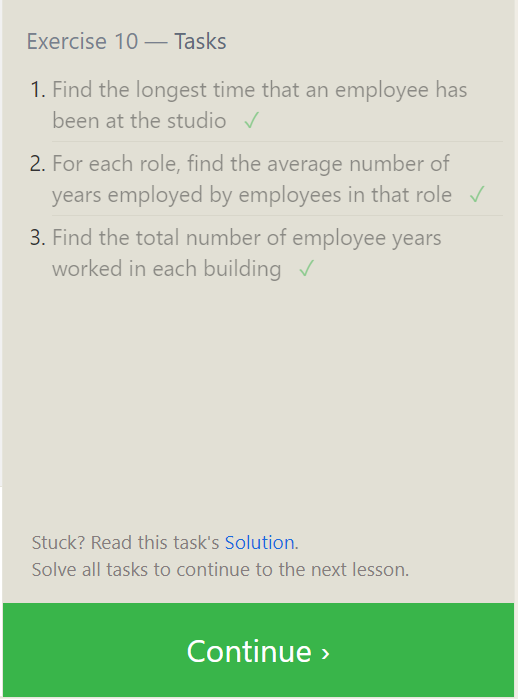 Exercise 10 — Tasks
1. Find the longest time that an employee has
been at the studio ✓
2. For each role, find the average number of
years employed by employees in that role ✓
3. Find the total number of employee years
worked in each building ✓
Stuck? Read this task's Solution.
Solve all tasks to continue to the next lesson.
Continue ›